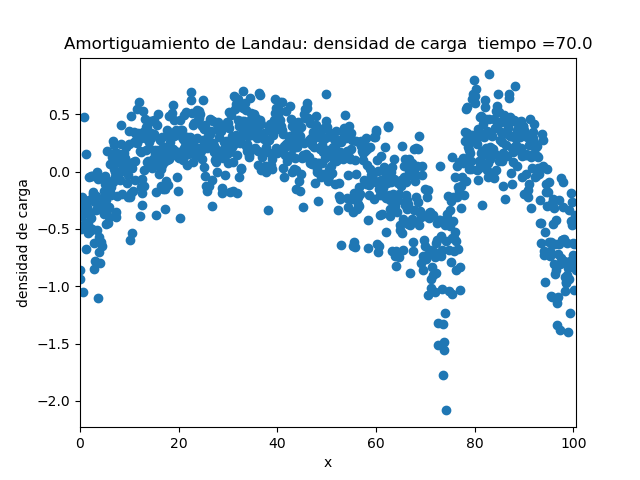 Amortiguamiento de Landau: densidad de carga  tiempo =70.0
densidad de carga
0.5
0.0
−0.5
−1.0
−1.5
−2.0
0 20 40 60 80 100
x